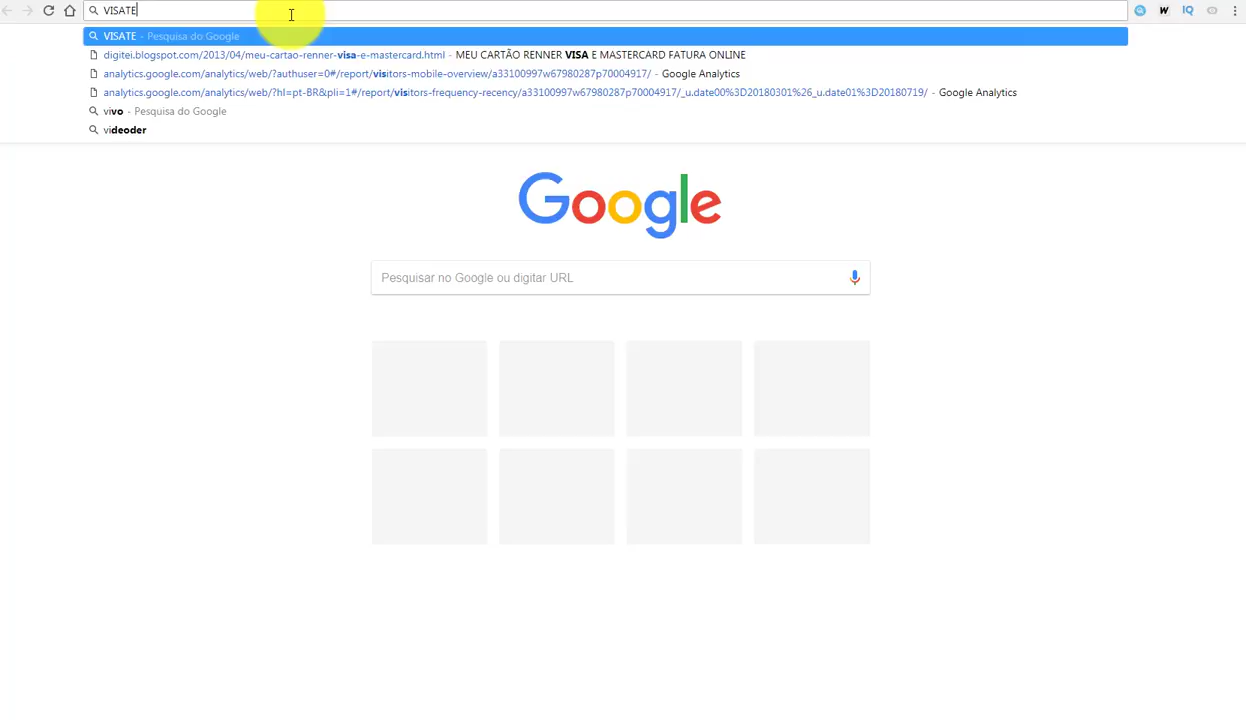 VISATE
VISATE - Pesquisa do Google
digitei.blogspot.com/2013/04/meu-cartao-renner-visa-e-mastercard.html - MEU CARTÃO RENNER VISA E MASTERCARD FATURA ONLINE
analytics.google.com/analytics/web/?authuser=0#/report/visitors-mobile-overview/a33100997w67980287p70004917/ - Google Analytics
analytics.google.com/analytics/web/?hl=pt-BR&pli=1#/report/visitors-frequency-recency/a33100997w67980287p70004917/_u.date00%3D20180301%26_u.date01%3D20180719/ - Google Analytics
vivo - Pesquisa do Google
videoder
W
IQ
Google
Pesquisar no Google ou digitar URL